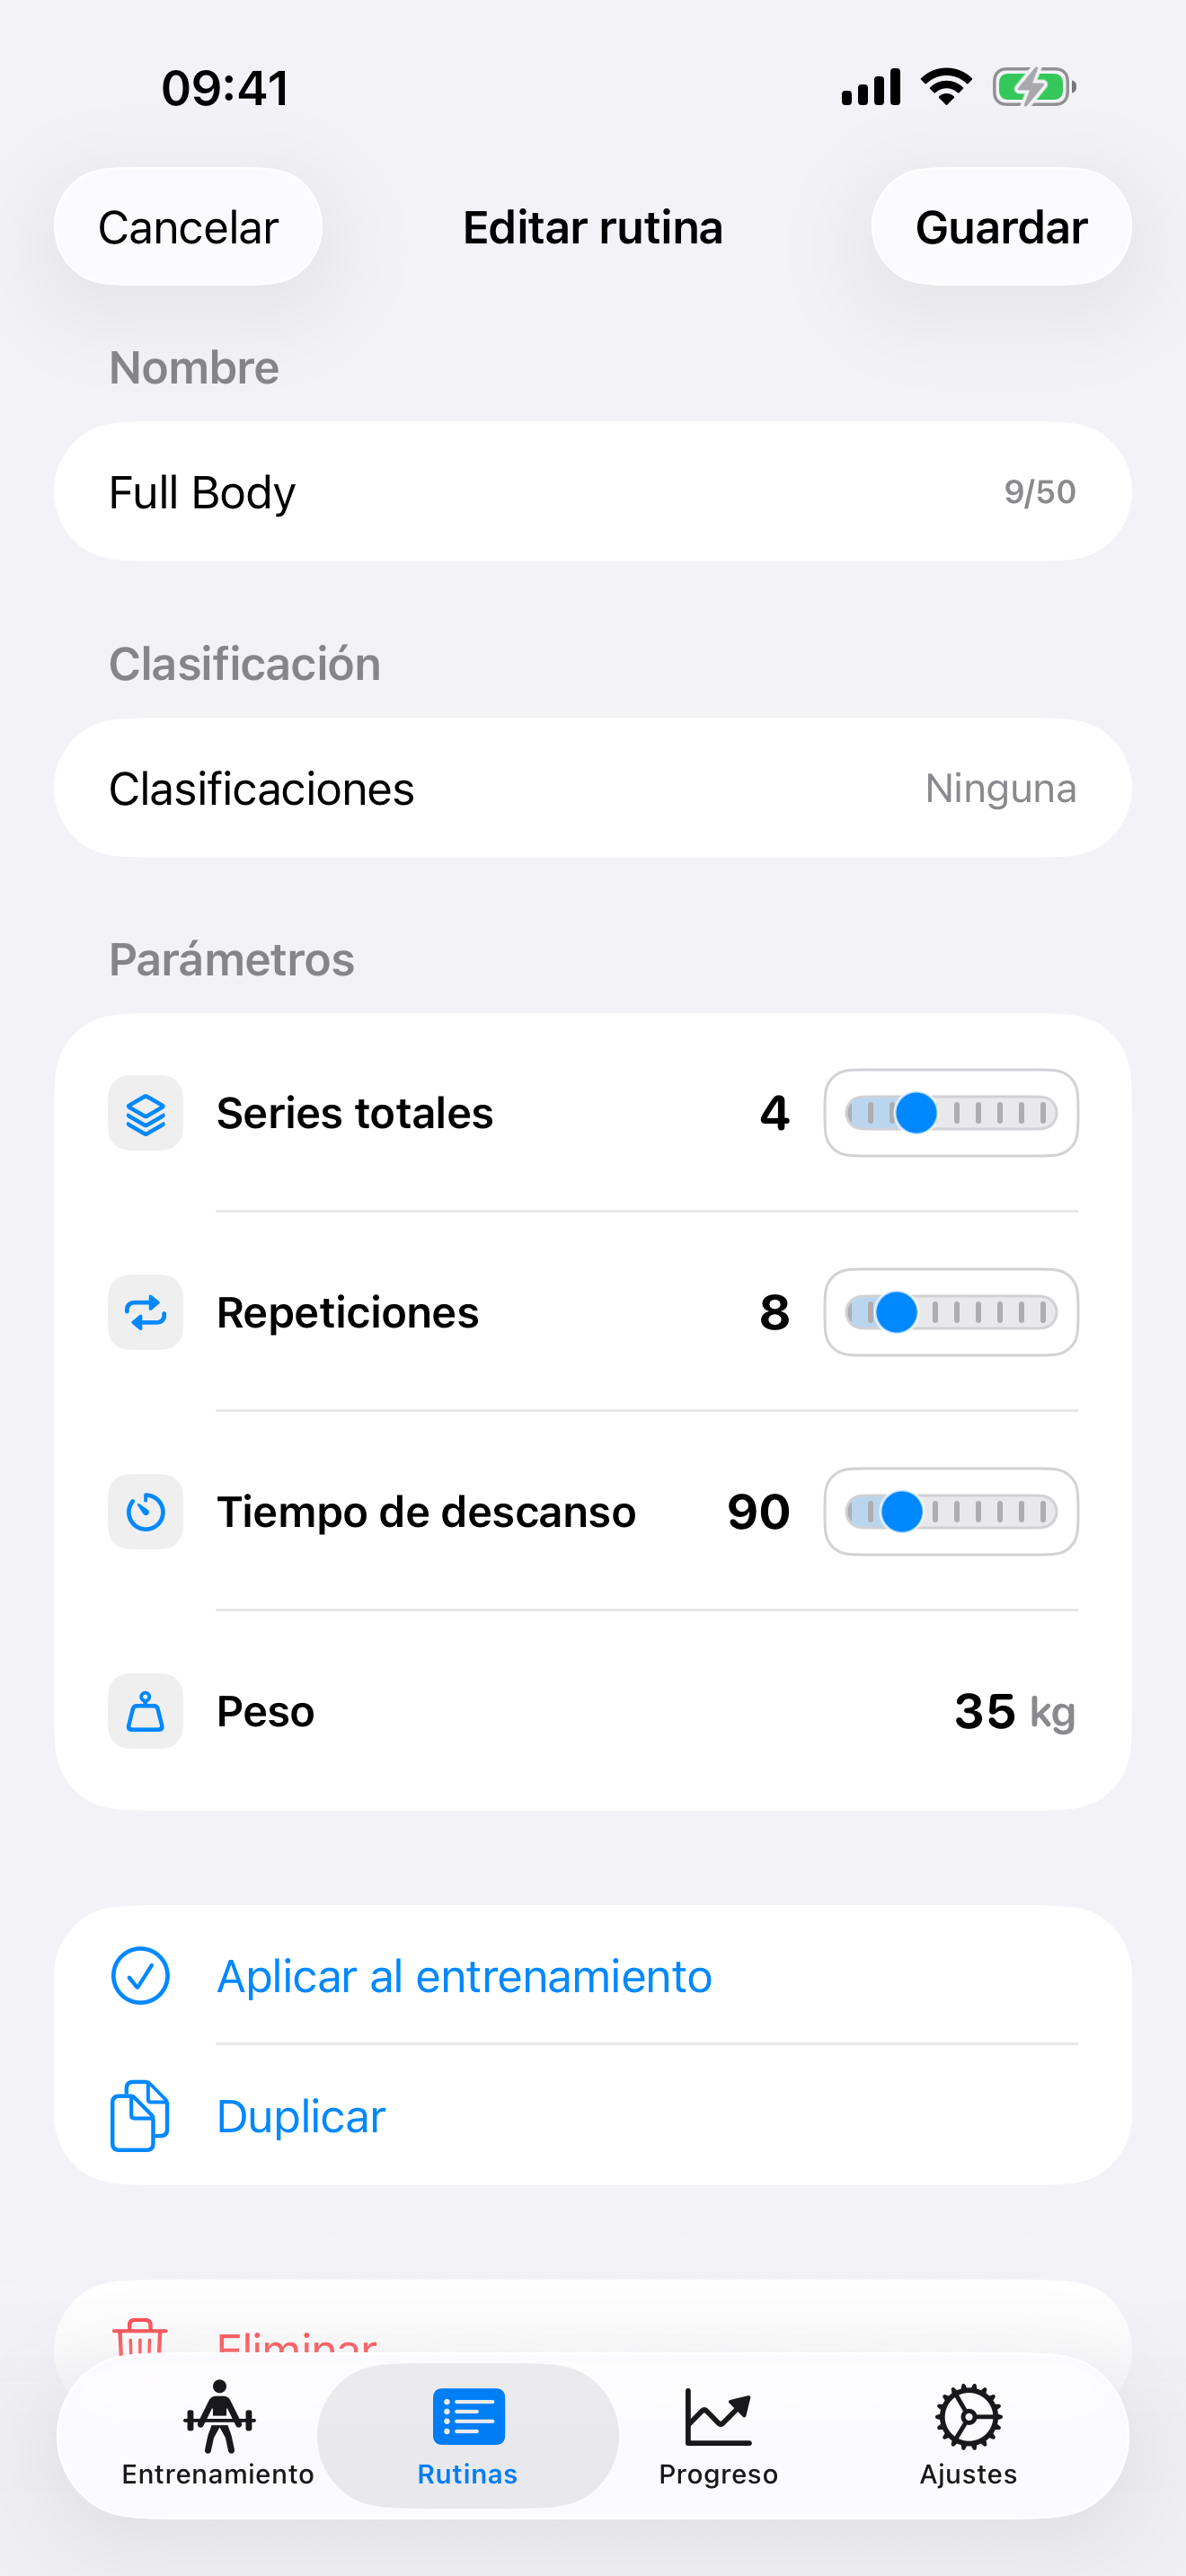 09:41
Cancelar
Editar rutina
Guardar
Nombre
Full Body
9/50
Clasificación
Clasificaciones
Ninguna
Parámetros
Series totales
4
Repeticiones
8
Tiempo de descanso
90
Peso
35 kg
Aplicar al entrenamiento
Duplicar
Eliminar
Entrenamiento
Rutinas
Progreso
Ajustes